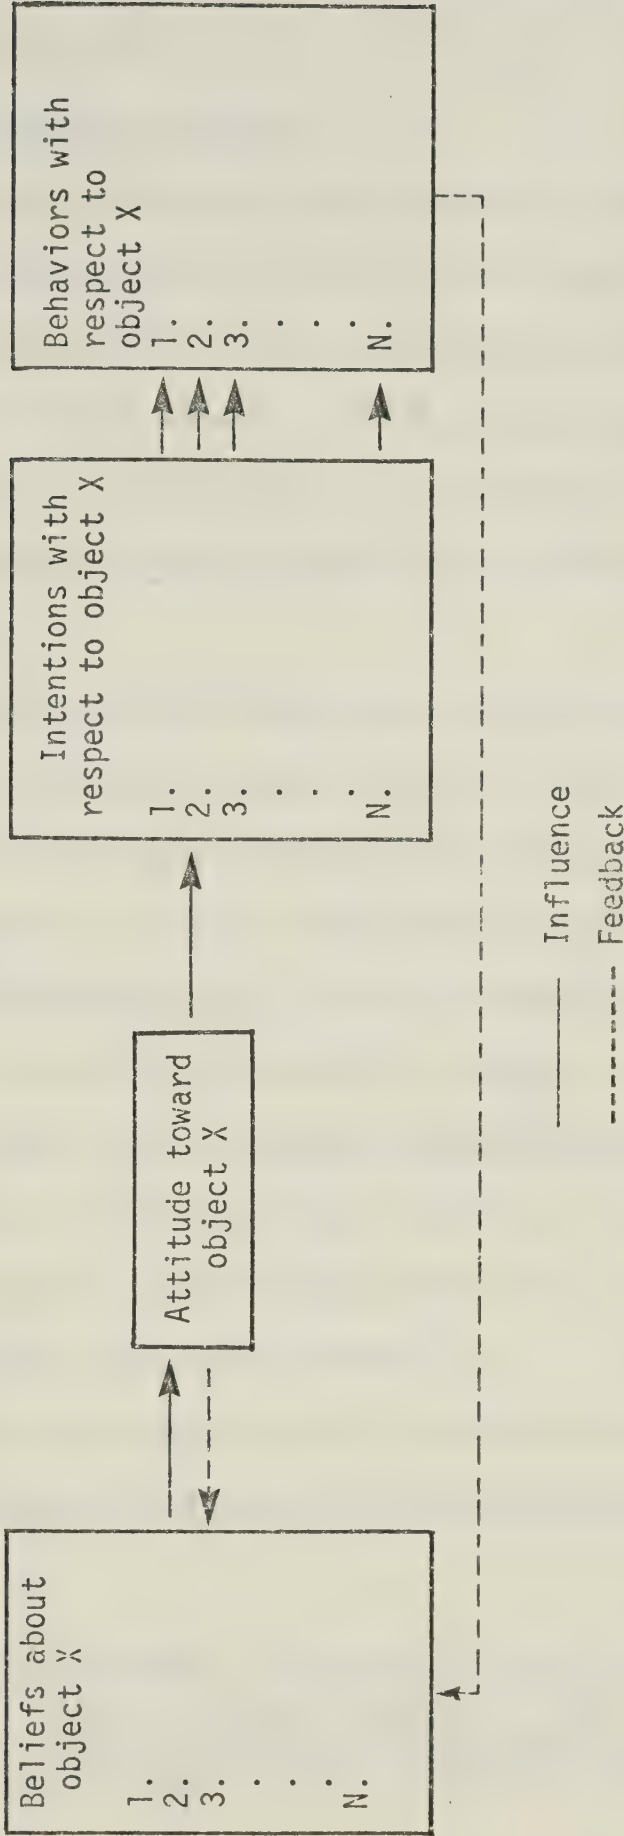 Beliefs about
object X
1.
2.
3.
.
.
.
N.
Attitude toward
object X
Intentions with
respect to object X
1.
2.
3.
.
.
.
N.
Behaviors with
respect to
object X
1.
2.
3.
.
.
.
N.
Influence
Feedback